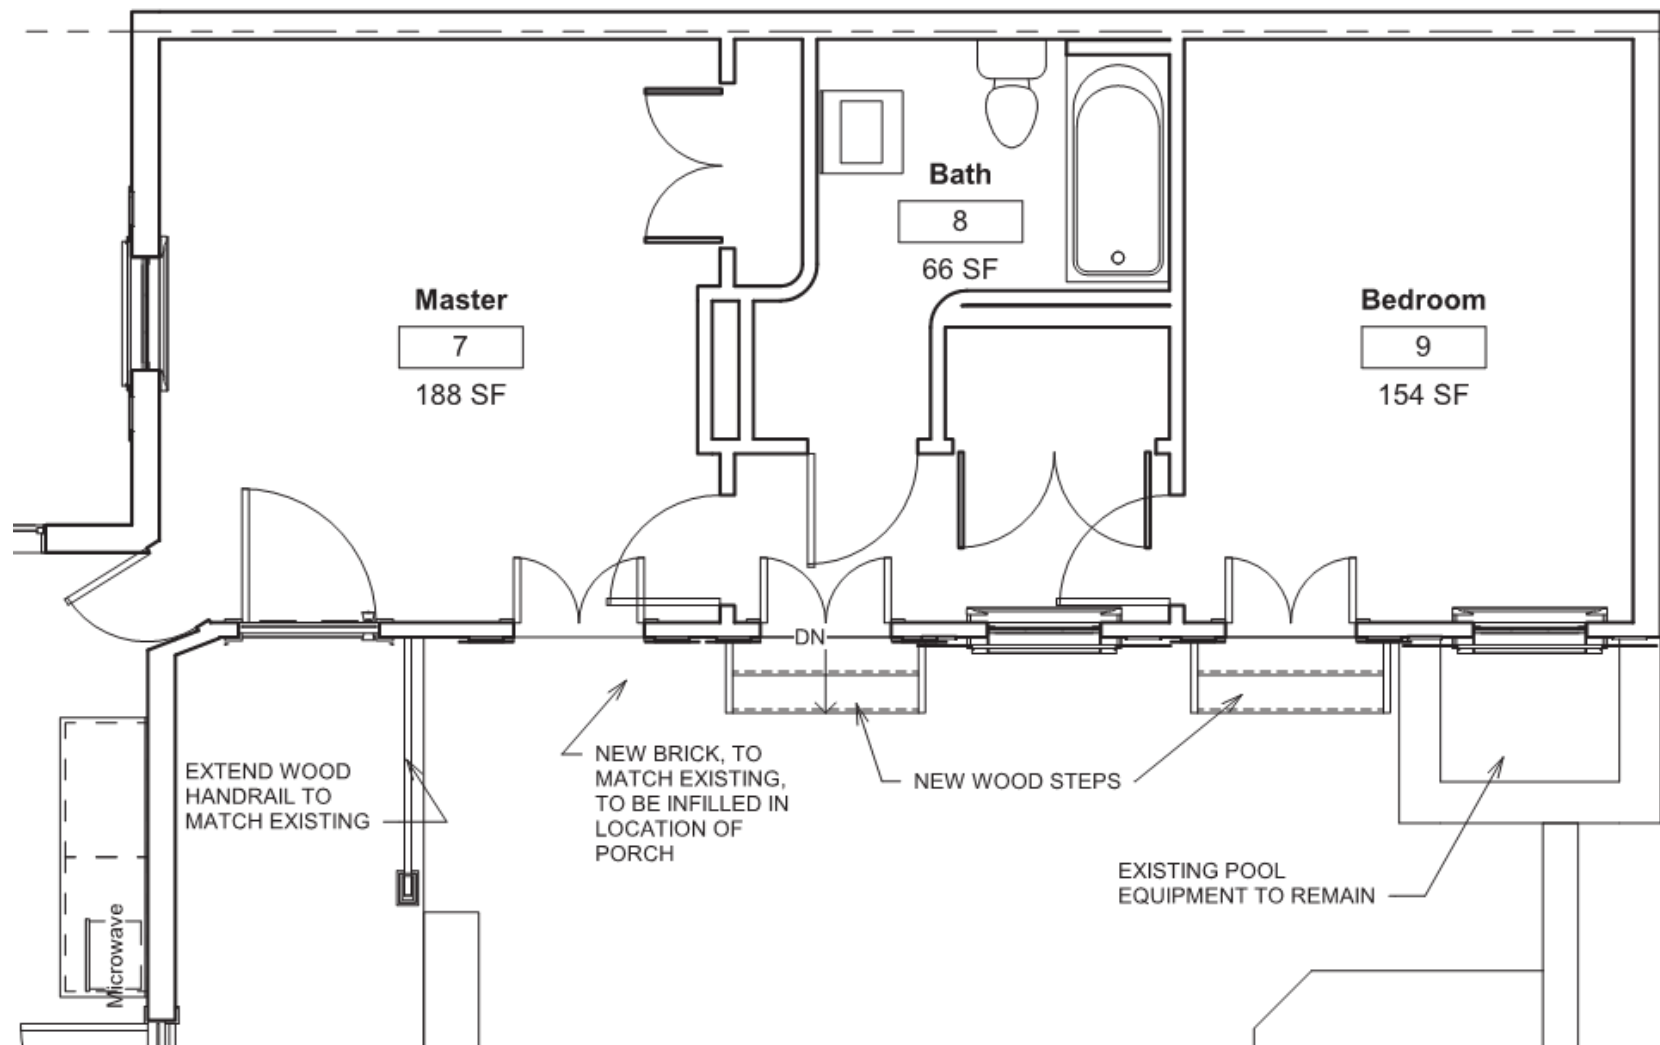 Bath
8
66 SF
Master
7
188 SF
Bedroom
9
154 SF
DN
EXTEND WOOD
HANDRAIL TO
MATCH EXISTING
NEW BRICK, TO
MATCH EXISTING,
TO BE INFILLED IN
LOCATION OF
PORCH
NEW WOOD STEPS
EXISTING POOL
EQUIPMENT TO REMAIN
Microwave